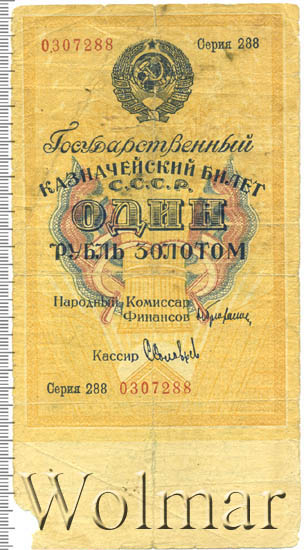 0307288 Серия 288
Государственный
КАЗНАЧЕЙСКИЙ БИЛЕТ
С.С.С.Р.
ОДИН
РУБЛЬ ЗОЛОТОМ
Народный Комиссар
Финансов
Кассир
Серия 288 0307288
Wolmar